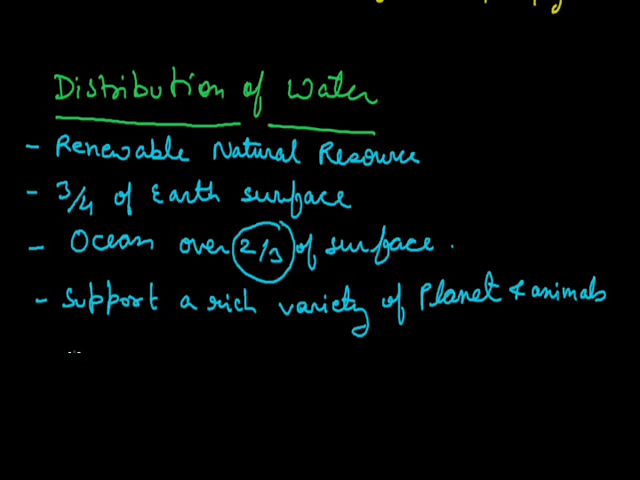 Distribution of Water
- Renewable Natural Resource
- 3/4 of Earth surface
- Ocean over 2/3 of surface.
- Support a rich variety of Planet & animals